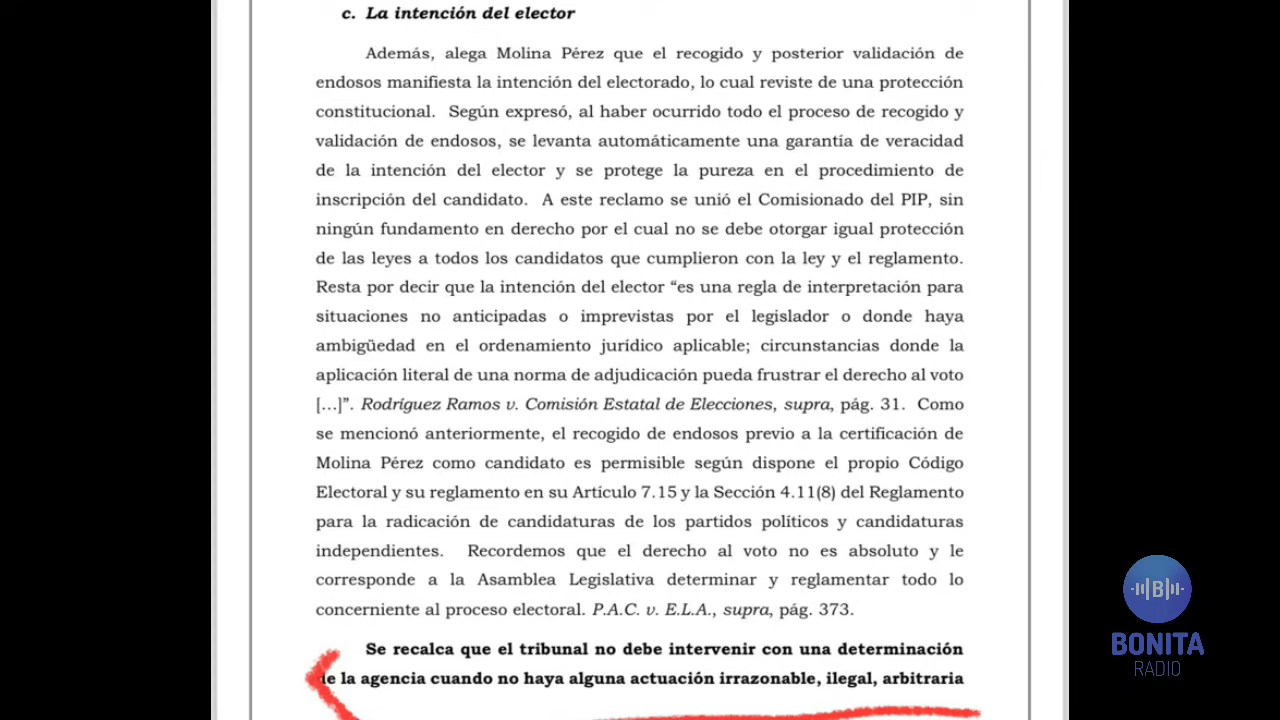 c. La intención del elector
Además, alega Molina Pérez que el recogido y posterior validación de
endosos manifiesta la intención del electorado, lo cual reviste de una protección
constitucional. Según expresó, al haber ocurrido todo el proceso de recogido y
validación de endosos, se levanta automáticamente una garantía de veracidad
de la intención del elector y se protege la pureza en el procedimiento de
inscripción del candidato. A este reclamo se unió el Comisionado del PIP, sin
ningún fundamento en derecho por el cual no se debe otorgar igual protección
de las leyes a todos los candidatos que cumplieron con la ley y el reglamento.
Resta por decir que la intención del elector “es una regla de interpretación para
situaciones no anticipadas o imprevistas por el legislador o donde haya
ambigüedad en el ordenamiento jurídico aplicable; circunstancias donde la
aplicación literal de una norma de adjudicación pueda frustrar el derecho al voto
[…]”. Rodríguez Ramos v. Comisión Estatal de Elecciones, supra, pág. 31. Como
se mencionó anteriormente, el recogido de endosos previo a la certificación de
Molina Pérez como candidato es permisible según dispone el propio Código
Electoral y su reglamento en su Artículo 7.15 y la Sección 4.11(8) del Reglamento
para la radicación de candidaturas de los partidos políticos y candidaturas
independientes. Recordemos que el derecho al voto no es absoluto y le
corresponde a la Asamblea Legislativa determinar y reglamentar todo lo
concerniente al proceso electoral. P.A.C. v. E.L.A., supra, pág. 373.
Se recalca que el tribunal no debe intervenir con una determinación
de la agencia cuando no haya alguna actuación irrazonable, ilegal, arbitraria
B
BONITA
RADIO